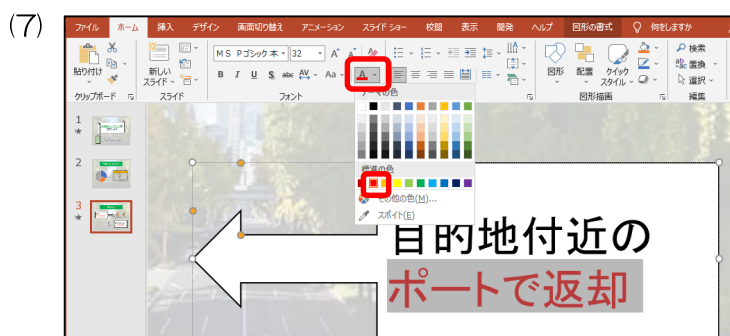 (7)
ファイル ホーム 挿入 デザイン 画面切り替え アニメーション スライド ショー 校閲 表示 開発 ヘルプ 図形の書式 何をしますか
貼り付け
新しい
スライド
ＭＳ Ｐゴシック 本 32 A A
B I U S abc AV Aa A
図形 配置 クイック
スタイル
検索
置換
選択
クリップボード スライド フォント 図形描画 編集
テーマの色
標準の色
その他の色(M)...
スポイト(E)
1
2
3
目的地付近の
ポートで返却